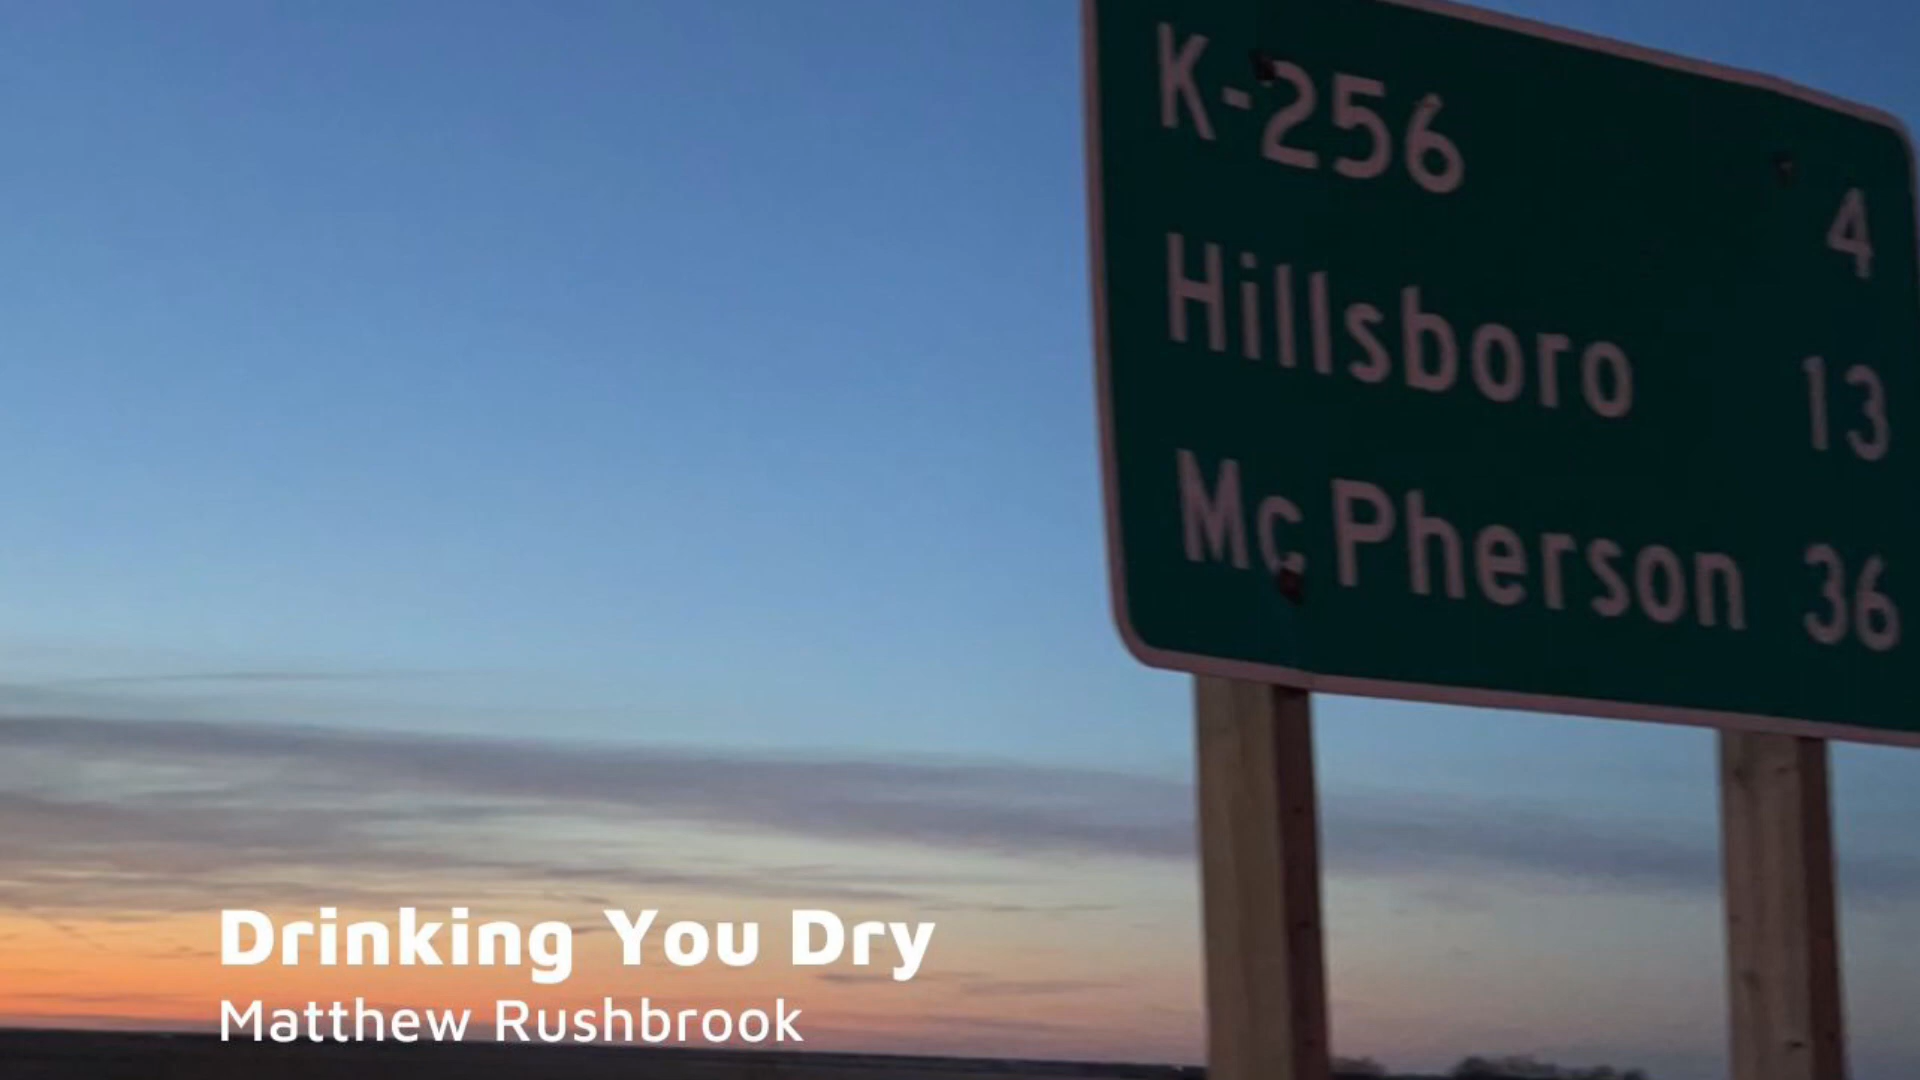 K-256 4
Hillsboro 13
McPherson 36
Drinking You Dry
Matthew Rushbrook